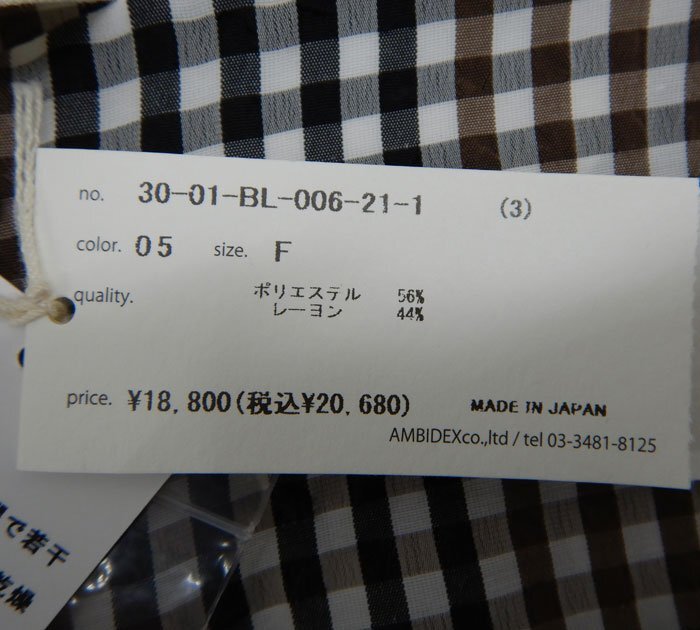 no. 30-01-BL-006-21-1 (3)
color. 05 size. F
quality. ポリエステル 56%
レーヨン 44%
price. ¥18,800(税込¥20,680) MADE IN JAPAN
AMBIDEXco.,ltd / tel 03-3481-8125
で若干
乾燥